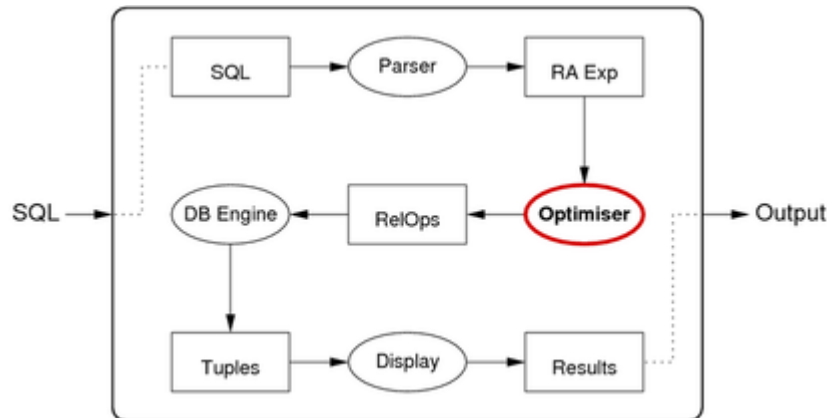 SQL
Parser
RA Exp
SQL
DB Engine
RelOps
Optimiser
Output
Tuples
Display
Results